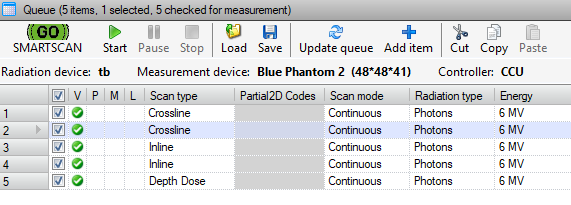 Queue (5 items, 1 selected, 5 checked for measurement)
GO
SMARTSCAN Start Pause Stop Load Save Update queue Add item Cut Copy Paste
Radiation device: tb Measurement device: Blue Phantom 2 (48*48*41) Controller: CCU
V P M L Scan type Partial2D Codes Scan mode Radiation type Energy
1 Crossline Continuous Photons 6 MV
2 Crossline Continuous Photons 6 MV
3 Inline Continuous Photons 6 MV
4 Inline Continuous Photons 6 MV
5 Depth Dose Continuous Photons 6 MV